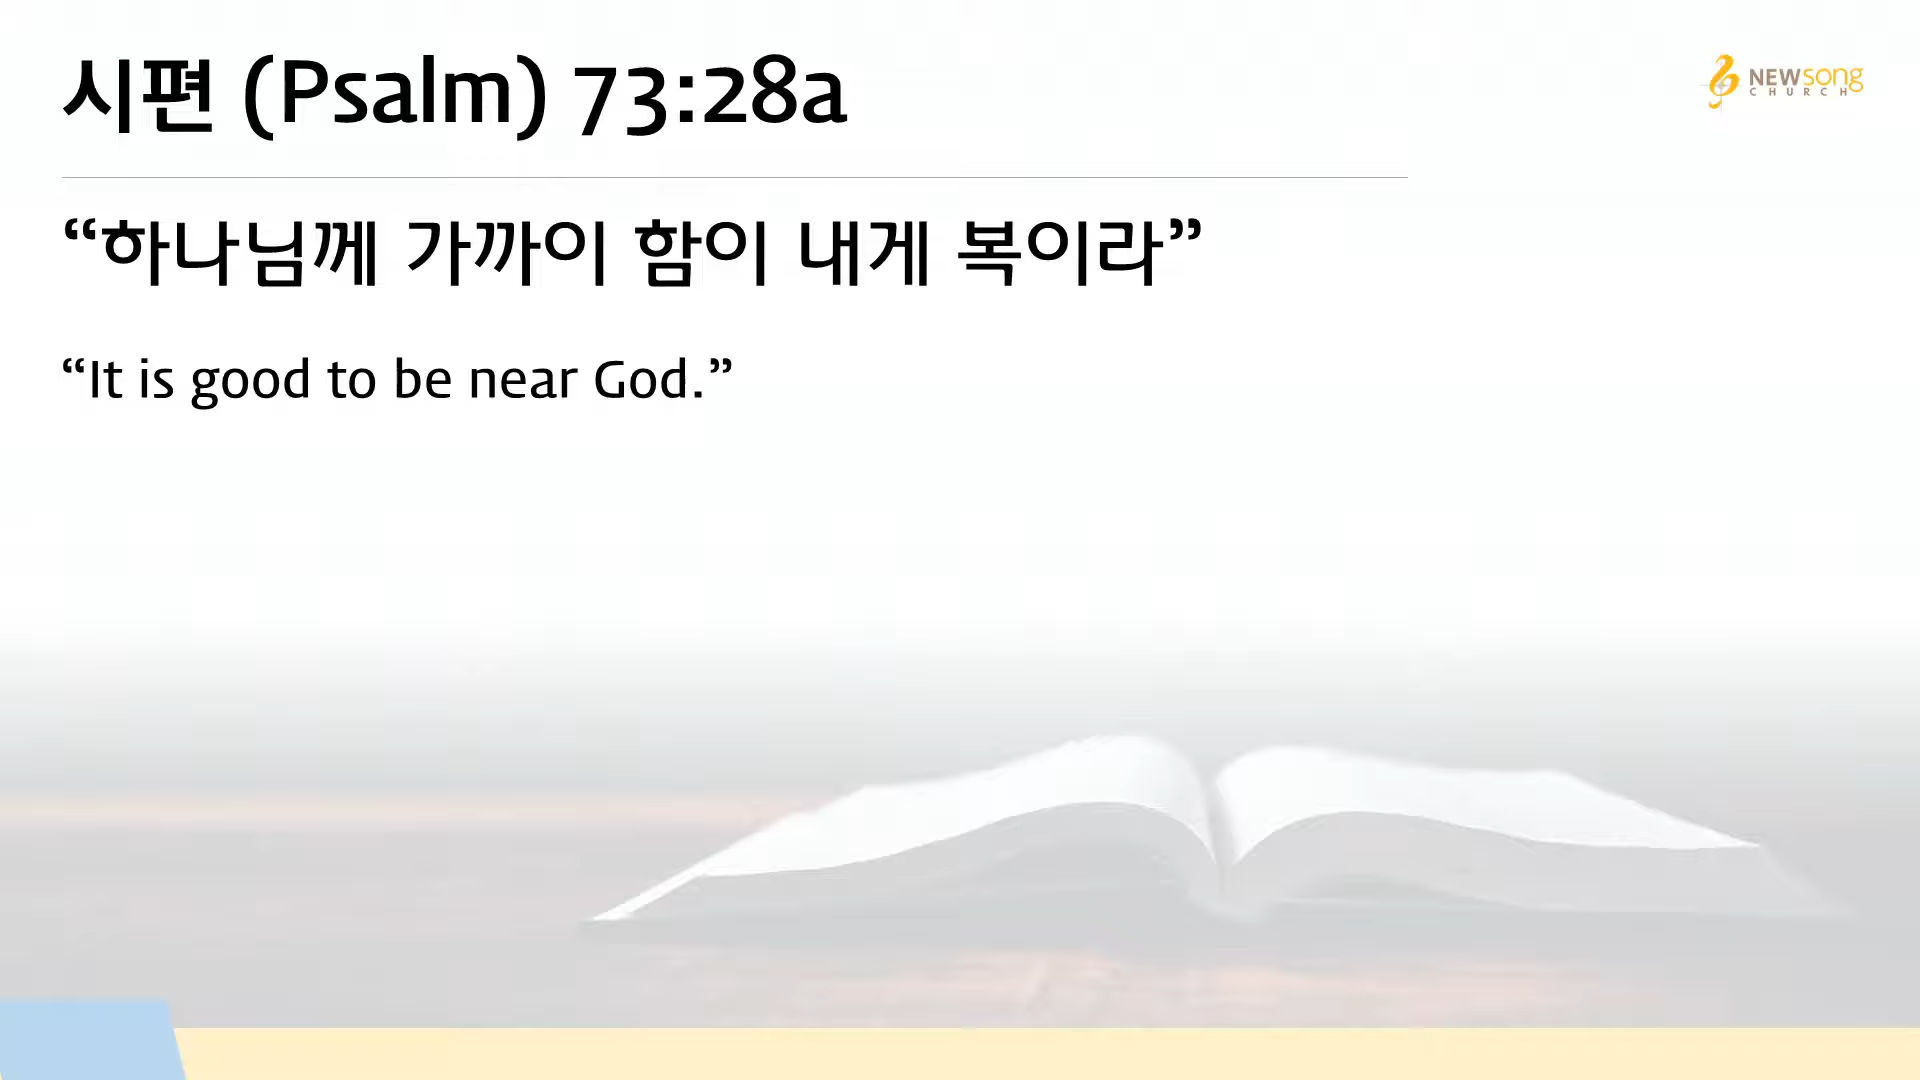 시편 (Psalm) 73:28a
NEWsong
CHURCH
“하나님께 가까이 함이 내게 복이라”
“It is good to be near God.”